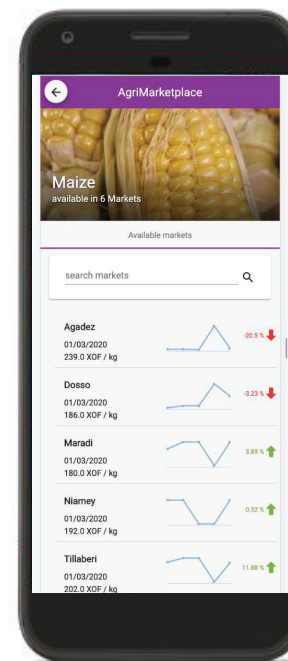 AgriMarketplace
Maize
available in 6 Markets
Available markets
search markets
Agadez
01/03/2020
239.0 XOF / kg
-20.5 %
Dosso
01/03/2020
186.0 XOF / kg
-3.23 %
Maradi
01/03/2020
180.0 XOF / kg
3.89 %
Niamey
01/03/2020
192.0 XOF / kg
0.52 %
Tillaberi
01/03/2020
202.0 XOF / kg
11.88 %